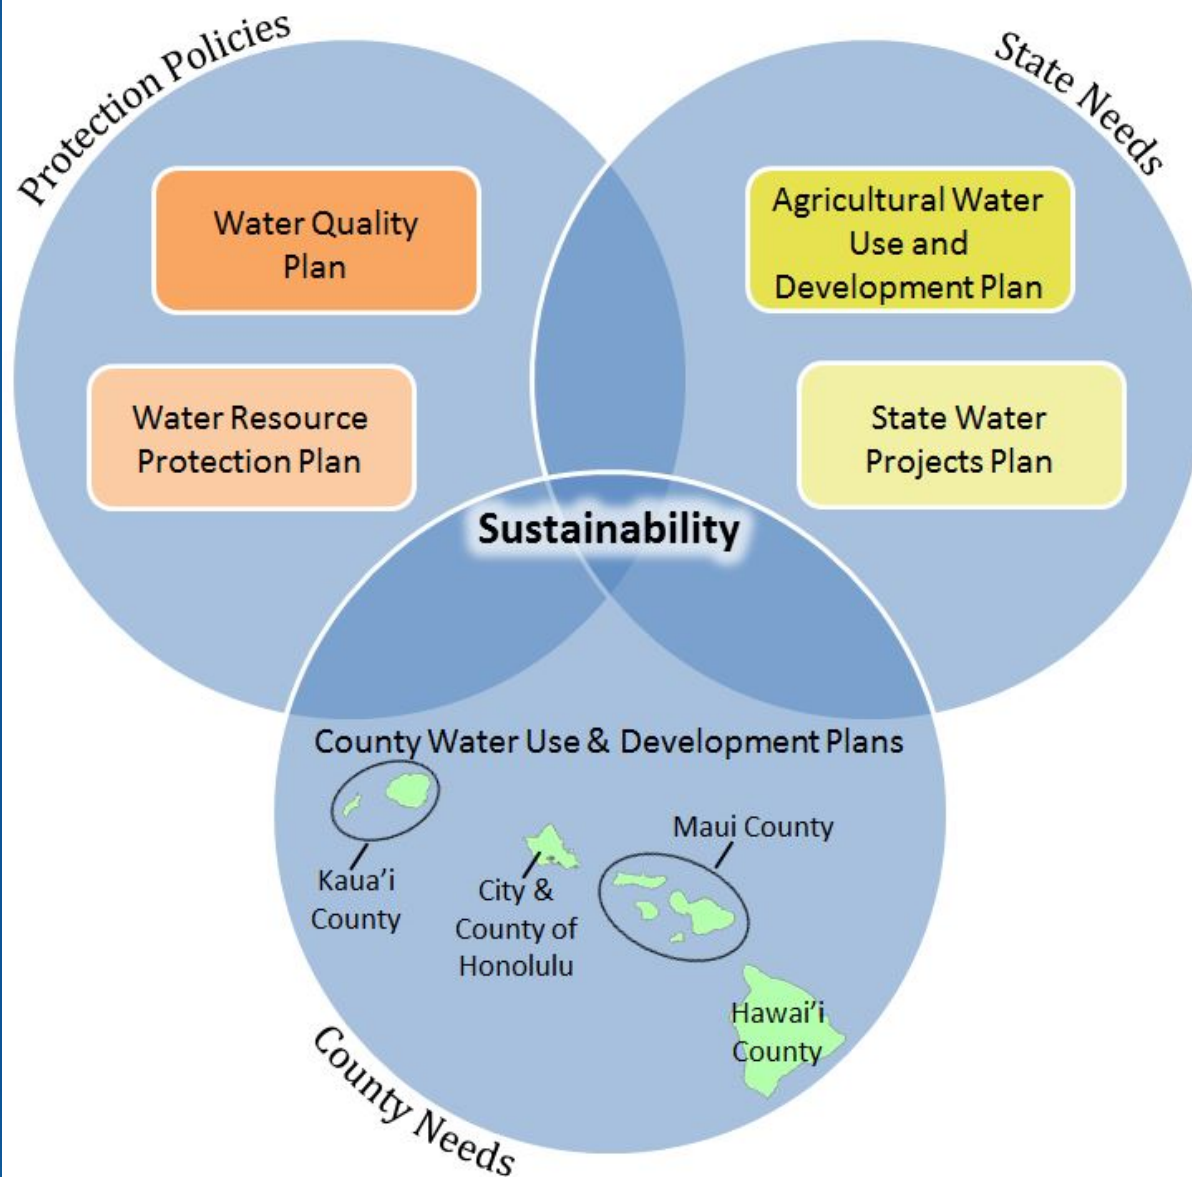 Protection Policies
State Needs
Water Quality
Plan
Agricultural Water
Use and
Development Plan
Water Resource
Protection Plan
State Water
Projects Plan
Sustainability
County Water Use & Development Plans
Kaua’i
County
City &
County of
Honolulu
Maui County
Hawai’i
County
County Needs